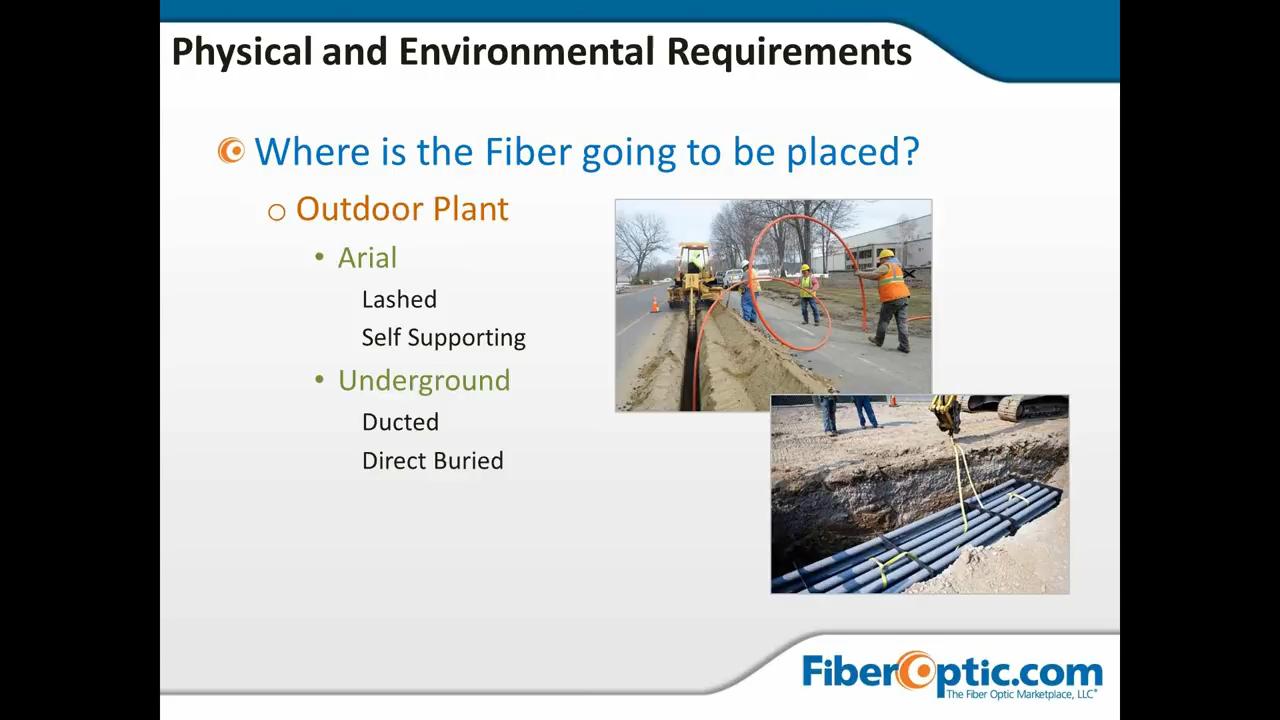 Physical and Environmental Requirements
Where is the Fiber going to be placed?
Outdoor Plant
Arial
Lashed
Self Supporting
Underground
Ducted
Direct Buried
FiberOptic.com
The Fiber Optic Marketplace, LLC®